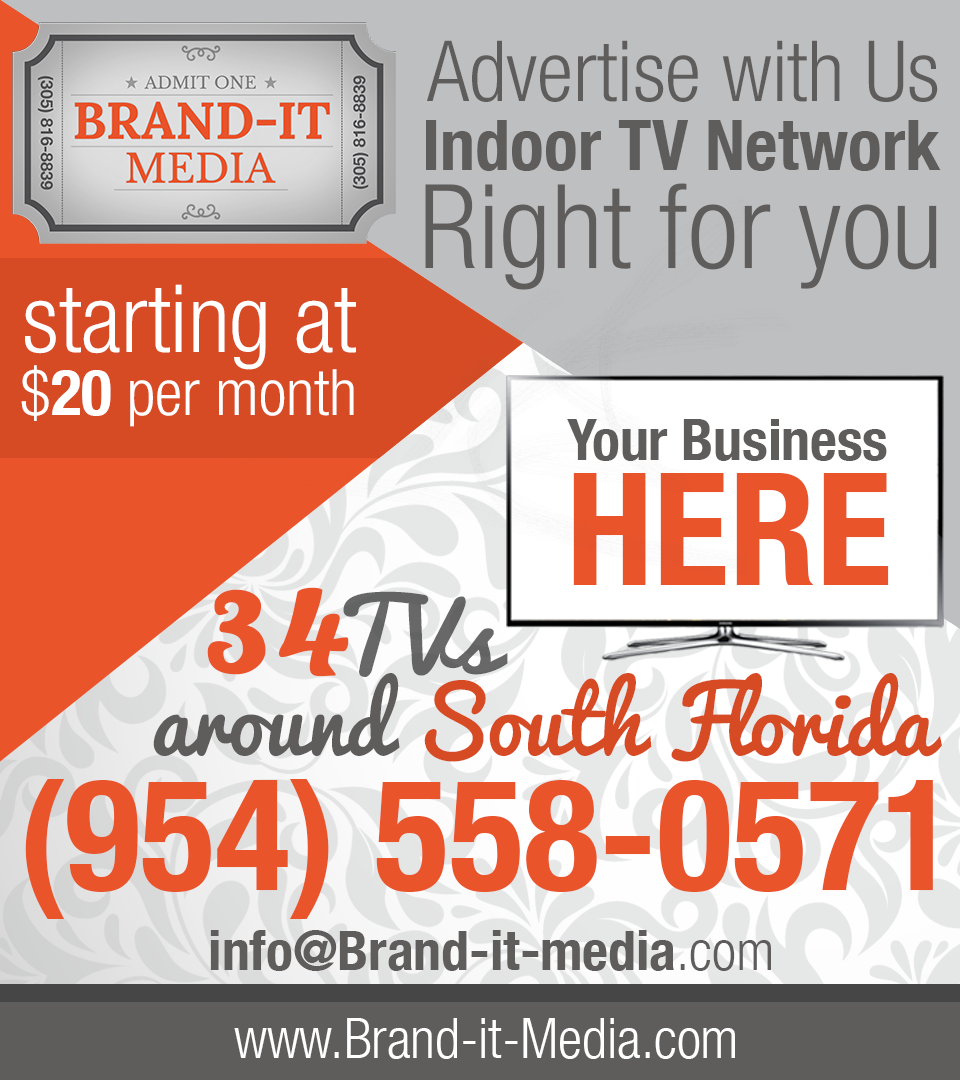 ★ ADMIT ONE ★
BRAND-IT
MEDIA
(305) 816-8839
(305) 816-8839
Advertise with Us
Indoor TV Network
Right for you
starting at
$20 per month
Your Business
HERE
34TVs
around South Florida
(954) 558-0571
info@Brand-it-media.com
www.Brand-it-Media.com